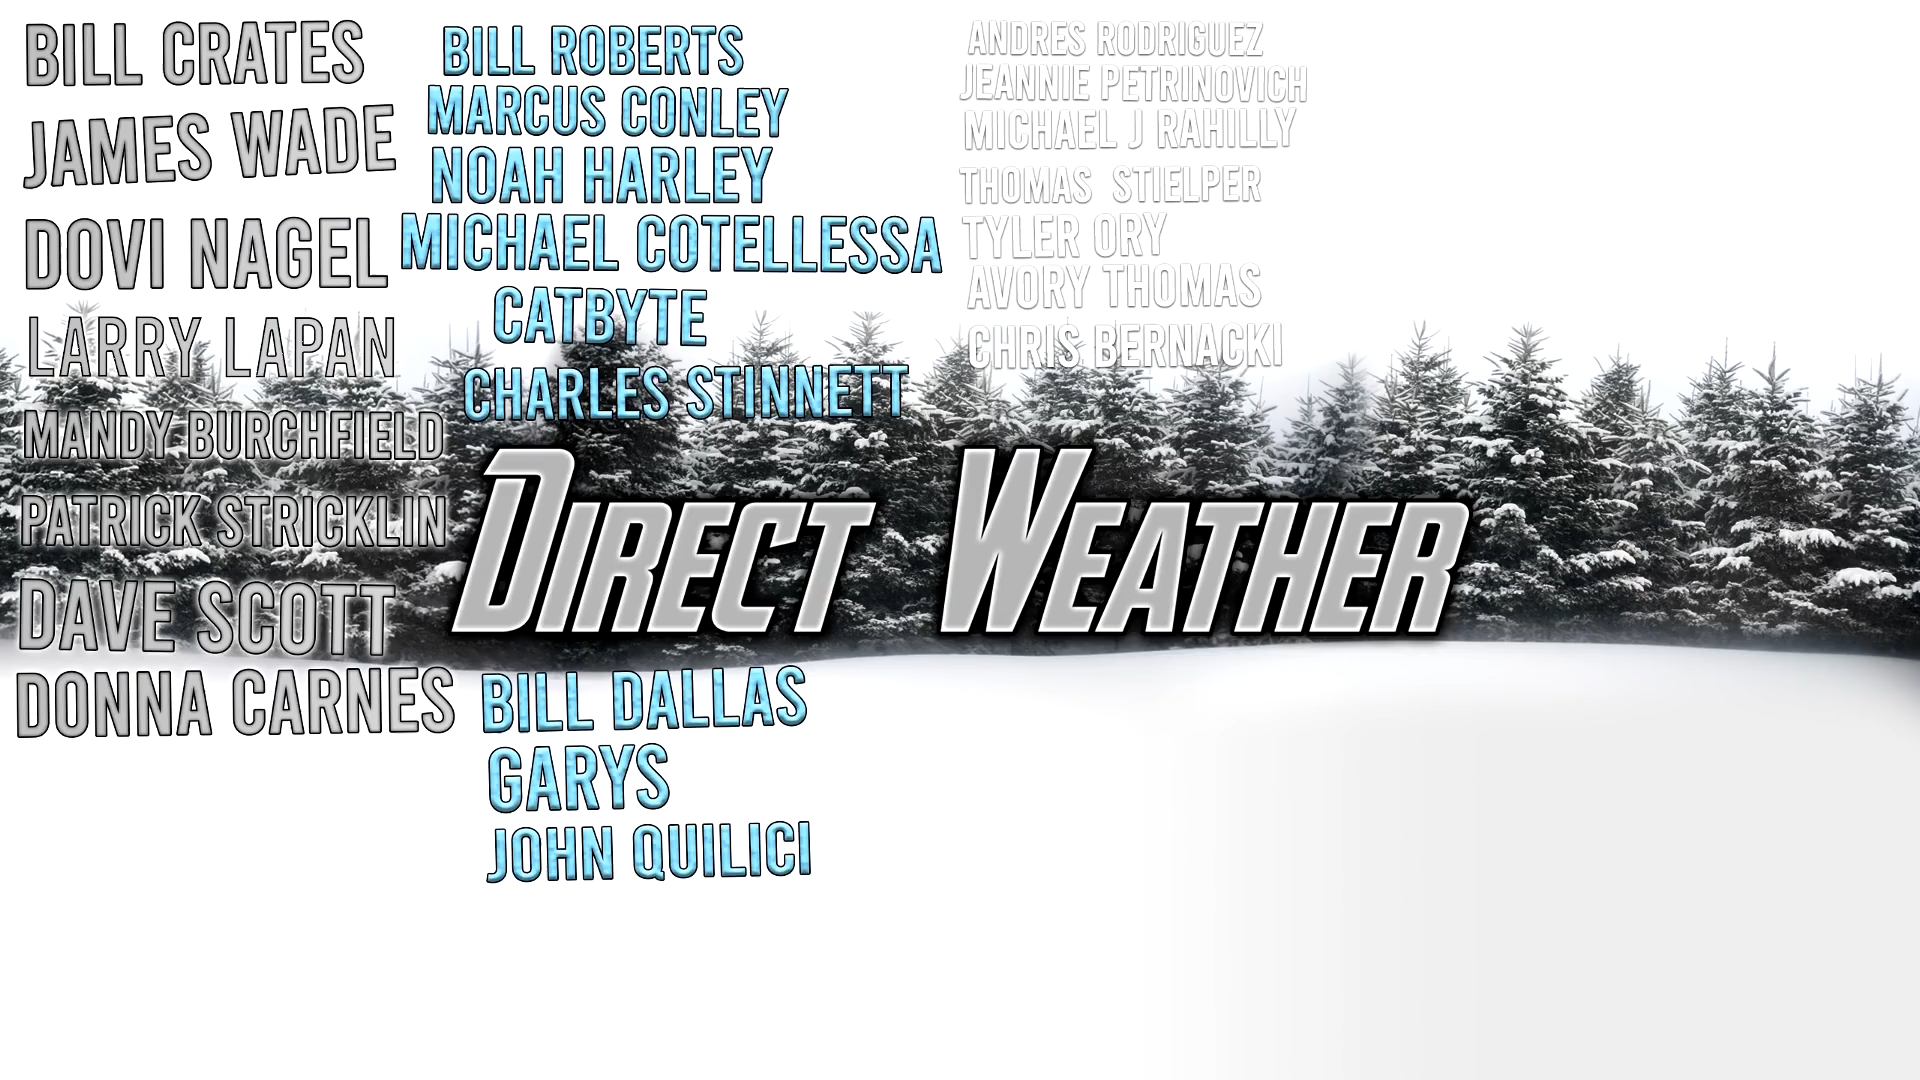 BILL CRATES
JAMES WADE
DOVI NAGEL
LARRY LAPAN
MANDY BURCHFIELD
PATRICK STRICKLIN
DAVE SCOTT
DONNA CARNES
BILL ROBERTS
MARCUS CONLEY
NOAH HARLEY
MICHAEL COTELLESSA
CATBYTE
CHARLES STINNETT
DIRECT WEATHER
BILL DALLAS
GARYS
JOHN QUILICI
ANDRES RODRIGUEZ
JEANNIE PETRINOVICH
MICHAEL J RAHILLY
THOMAS STIELPER
TYLER ORY
AVORY THOMAS
CHRIS BERNACKI